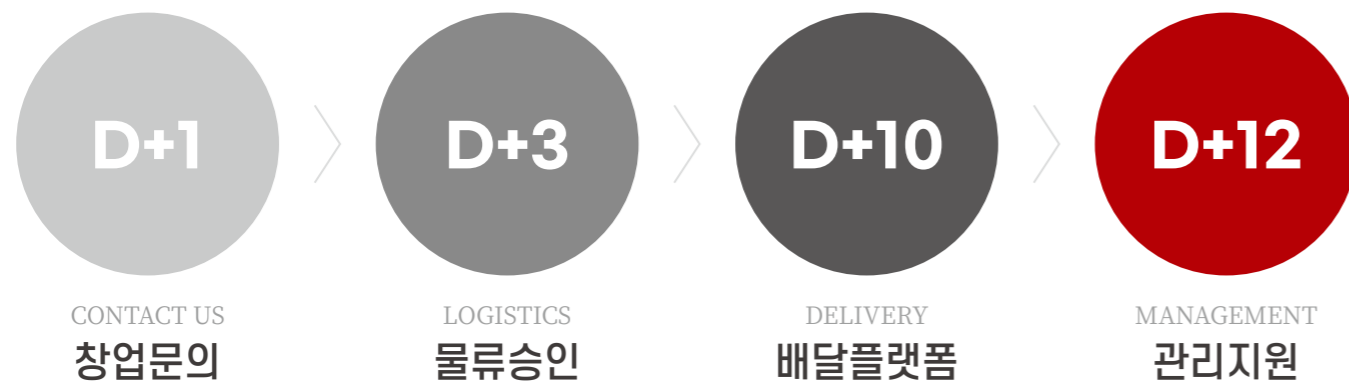 D+1
D+3
D+10
D+12
CONTACT US
창업문의
LOGISTICS
물류승인
DELIVERY
배달플랫폼
MANAGEMENT
관리지원